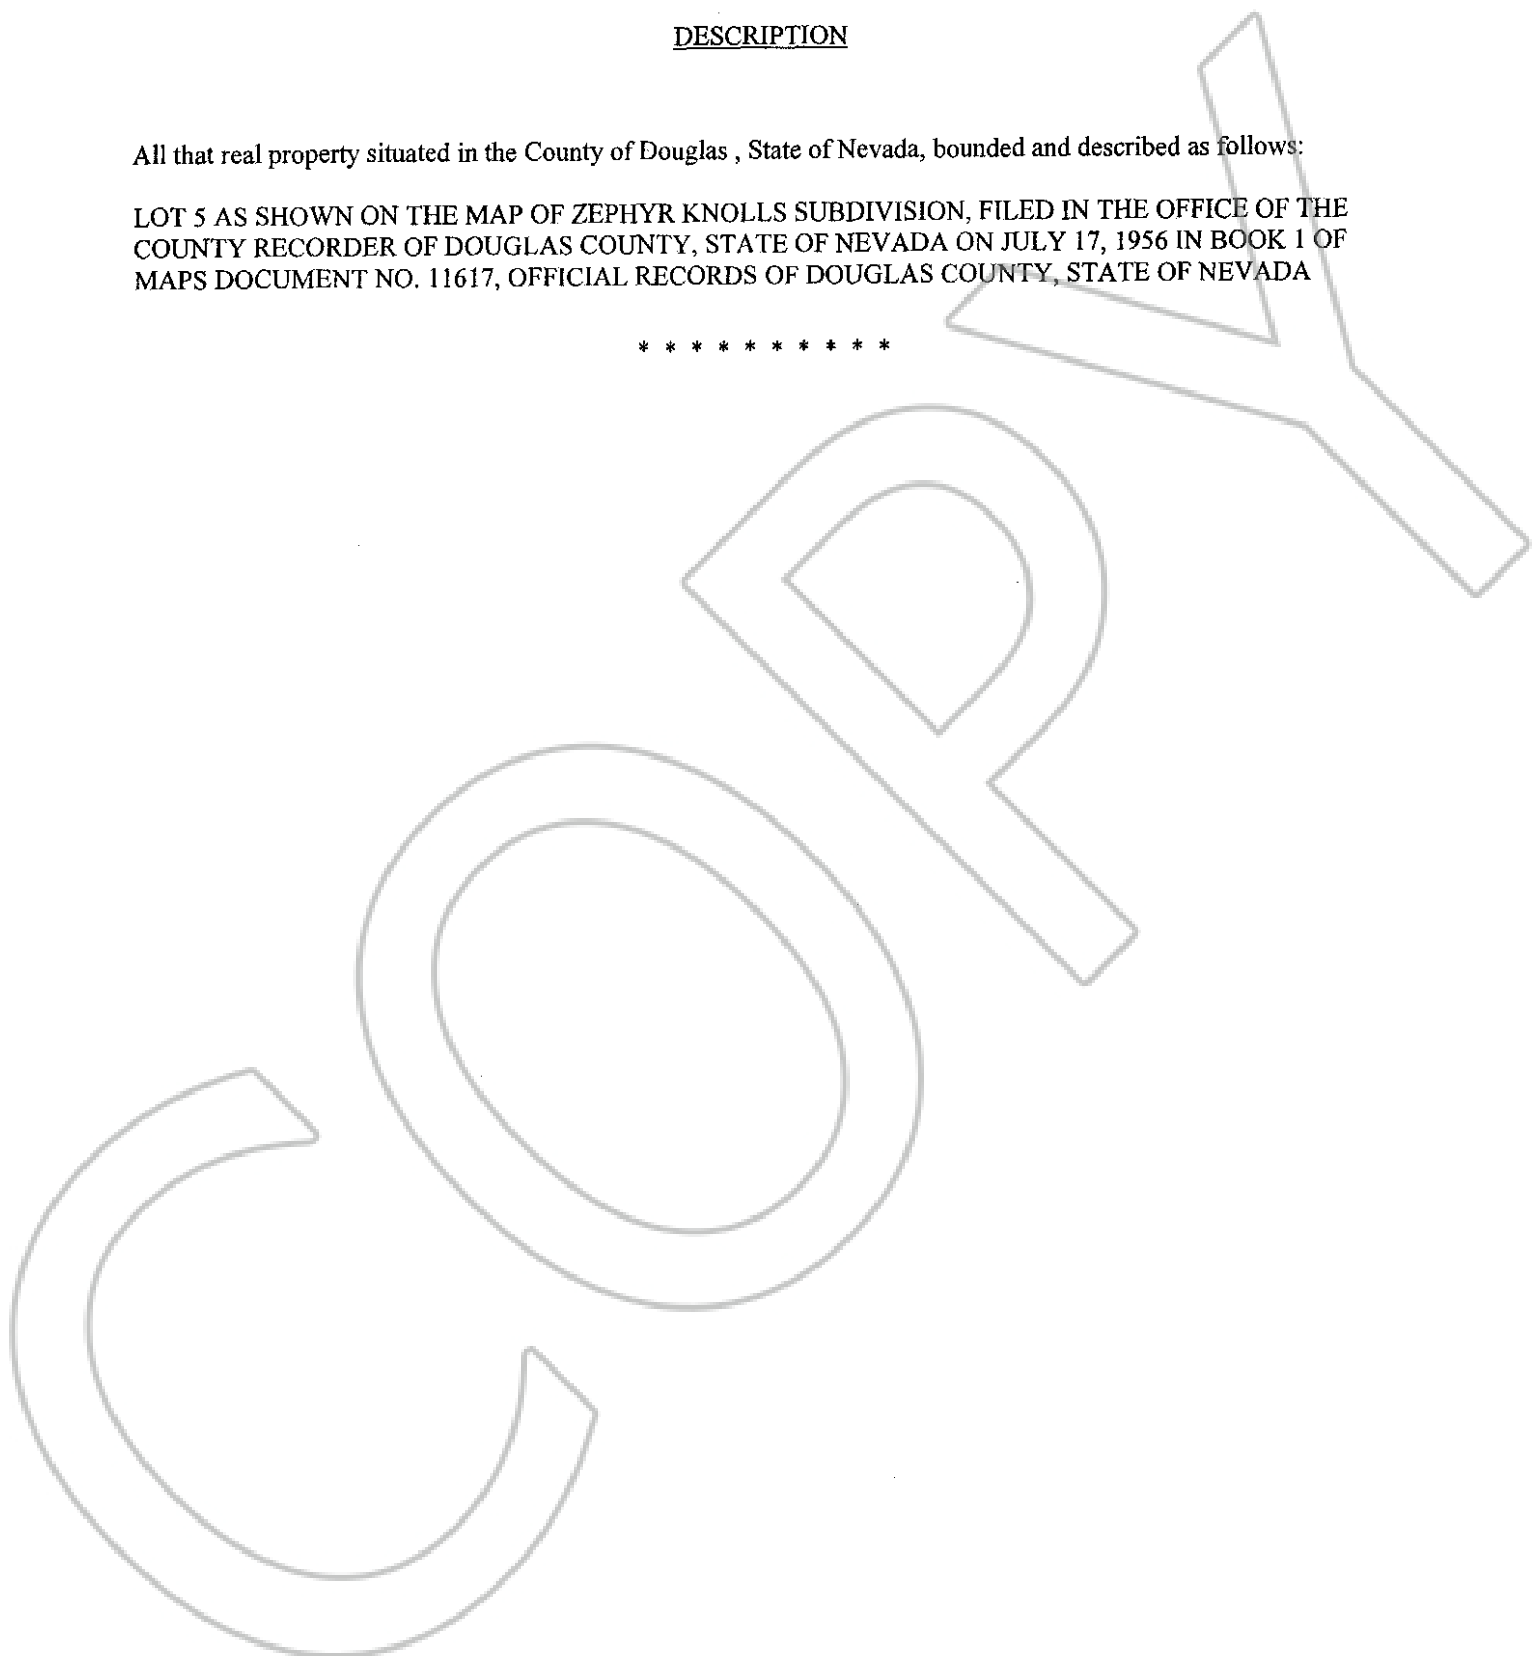 DESCRIPTION
All that real property situated in the County of Douglas , State of Nevada, bounded and described as follows:
LOT 5 AS SHOWN ON THE MAP OF ZEPHYR KNOLLS SUBDIVISION, FILED IN THE OFFICE OF THE
COUNTY RECORDER OF DOUGLAS COUNTY, STATE OF NEVADA ON JULY 17, 1956 IN BOOK 1 OF
MAPS DOCUMENT NO. 11617, OFFICIAL RECORDS OF DOUGLAS COUNTY, STATE OF NEVADA
* * * * * * * * * *
COPY